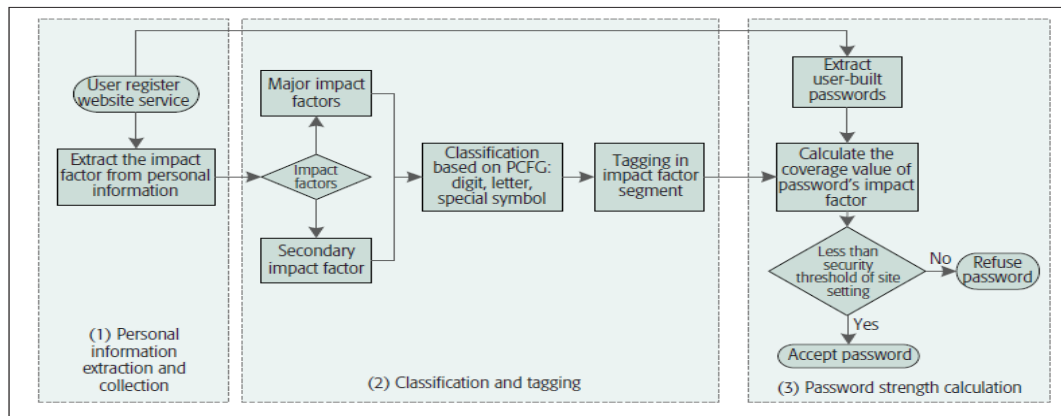 User register
website service
Extract the impact
factor from personal
information
(1) Personal
information
extraction and
collection
Major impact
factors
Impact
factors
Secondary
impact factor
Classification
based on PCFG:
digit, letter,
special symbol
Tagging in
impact factor
segment
(2) Classification and tagging
Extract
user-built
passwords
Calculate the
coverage value of
password's impact
factor
Less than
security
threshold of site
setting
No
Refuse
password
Yes
Accept password
(3) Password strength calculation